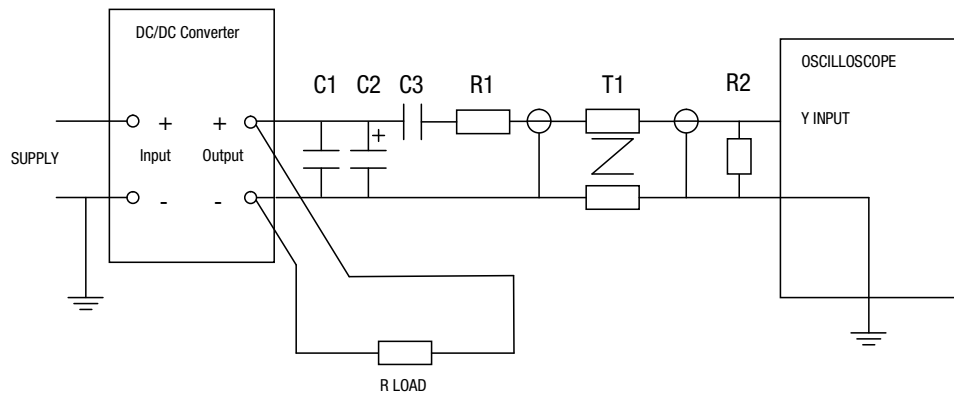 DC/DC Converter
C1 C2 C3 R1 T1 R2
OSCILLOSCOPE
+ + + Y INPUT
SUPPLY Input Output
- -
R LOAD